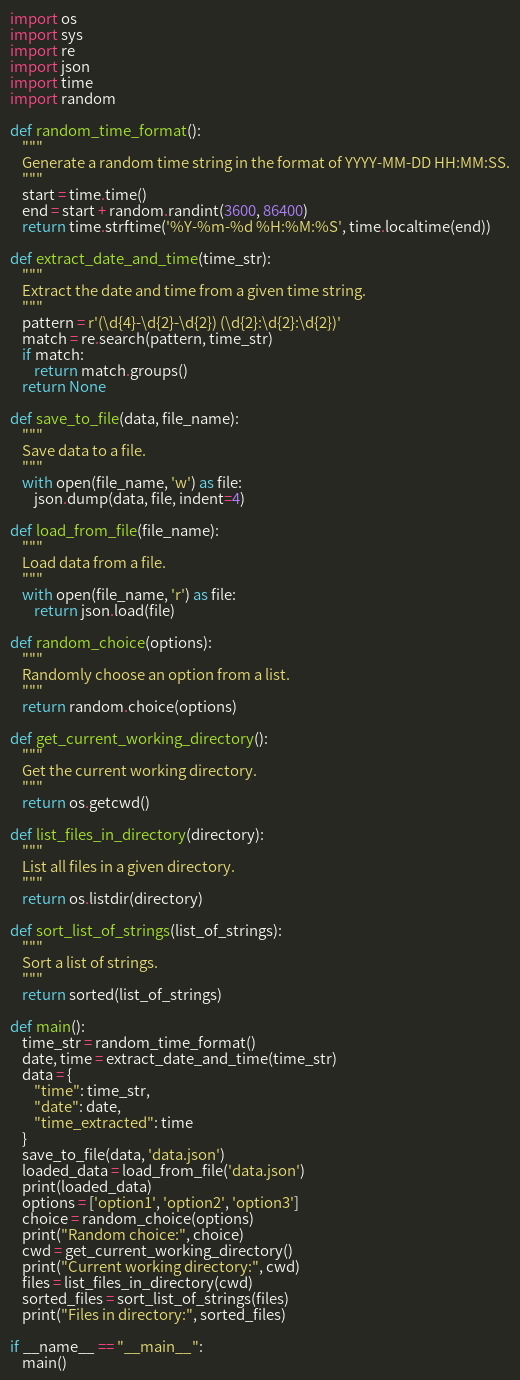 import os
import sys
import re
import json
import time
import random

def random_time_format():
    """
    Generate a random time string in the format of YYYY-MM-DD HH:MM:SS.
    """
    start = time.time()
    end = start + random.randint(3600, 86400)
    return time.strftime('%Y-%m-%d %H:%M:%S', time.localtime(end))

def extract_date_and_time(time_str):
    """
    Extract the date and time from a given time string.
    """
    pattern = r'(\d{4}-\d{2}-\d{2}) (\d{2}:\d{2}:\d{2})'
    match = re.search(pattern, time_str)
    if match:
        return match.groups()
    return None

def save_to_file(data, file_name):
    """
    Save data to a file.
    """
    with open(file_name, 'w') as file:
        json.dump(data, file, indent=4)

def load_from_file(file_name):
    """
    Load data from a file.
    """
    with open(file_name, 'r') as file:
        return json.load(file)

def random_choice(options):
    """
    Randomly choose an option from a list.
    """
    return random.choice(options)

def get_current_working_directory():
    """
    Get the current working directory.
    """
    return os.getcwd()

def list_files_in_directory(directory):
    """
    List all files in a given directory.
    """
    return os.listdir(directory)

def sort_list_of_strings(list_of_strings):
    """
    Sort a list of strings.
    """
    return sorted(list_of_strings)

def main():
    time_str = random_time_format()
    date, time = extract_date_and_time(time_str)
    data = {
        "time": time_str,
        "date": date,
        "time_extracted": time
    }
    save_to_file(data, 'data.json')
    loaded_data = load_from_file('data.json')
    print(loaded_data)
    options = ['option1', 'option2', 'option3']
    choice = random_choice(options)
    print("Random choice:", choice)
    cwd = get_current_working_directory()
    print("Current working directory:", cwd)
    files = list_files_in_directory(cwd)
    sorted_files = sort_list_of_strings(files)
    print("Files in directory:", sorted_files)

if __name__ == "__main__":
    main()